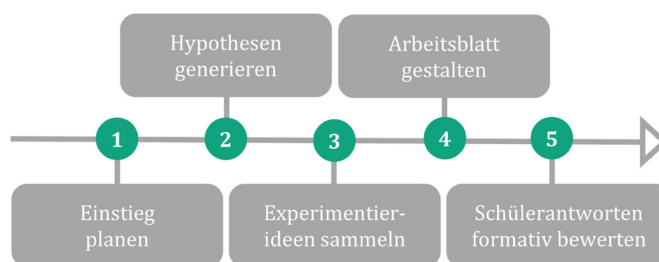 Hypothesen
generieren
Arbeitsblatt
gestalten
1
2
3
4
5
Einstieg
planen
Experimentier-
ideen sammeln
Schülerantworten
formativ bewerten